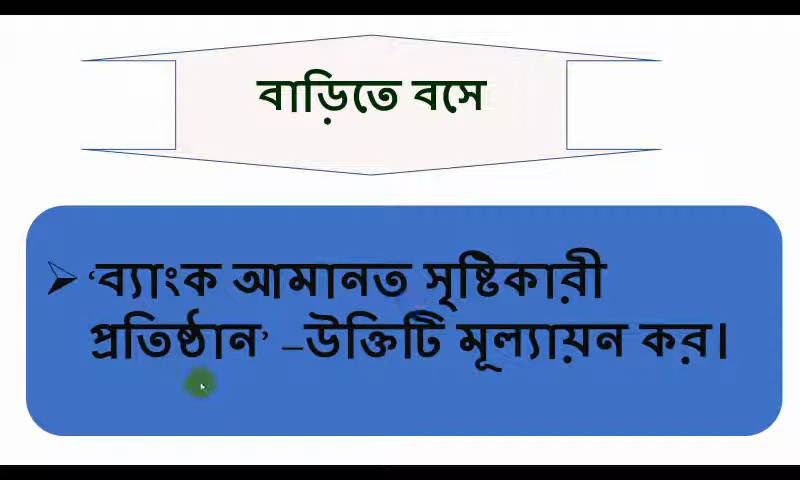 বাড়িতে বসে
‘ব্যাংক আমানত সৃষ্টিকারী
প্রতিষ্ঠান’ –উক্তিটি মূল্যায়ন কর।